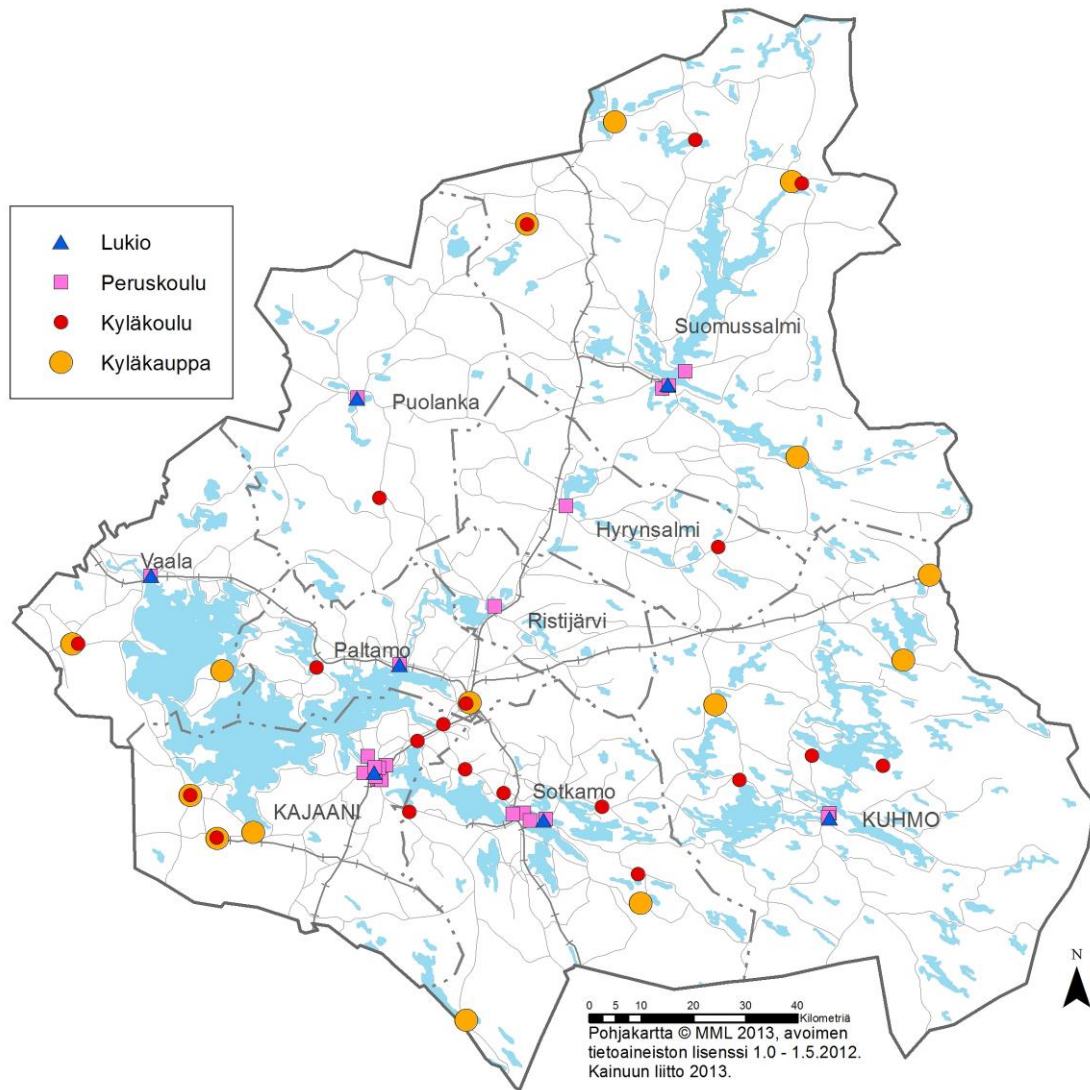 Lukio
Peruskoulu
Kyläkoulu
Kyläkauppa
Suomussalmi
Puolanka
Hyrynsalmi
Vaala
Ristijärvi
Paltamo
Sotkamo
KAJAANI
KUHMO
N
0 5 10 20 30 40
Kilometriä
Pohjakartta © MML 2013, avoimen
tietoaineiston lisenssi 1.0 - 1.5.2012.
Kainuun liitto 2013.